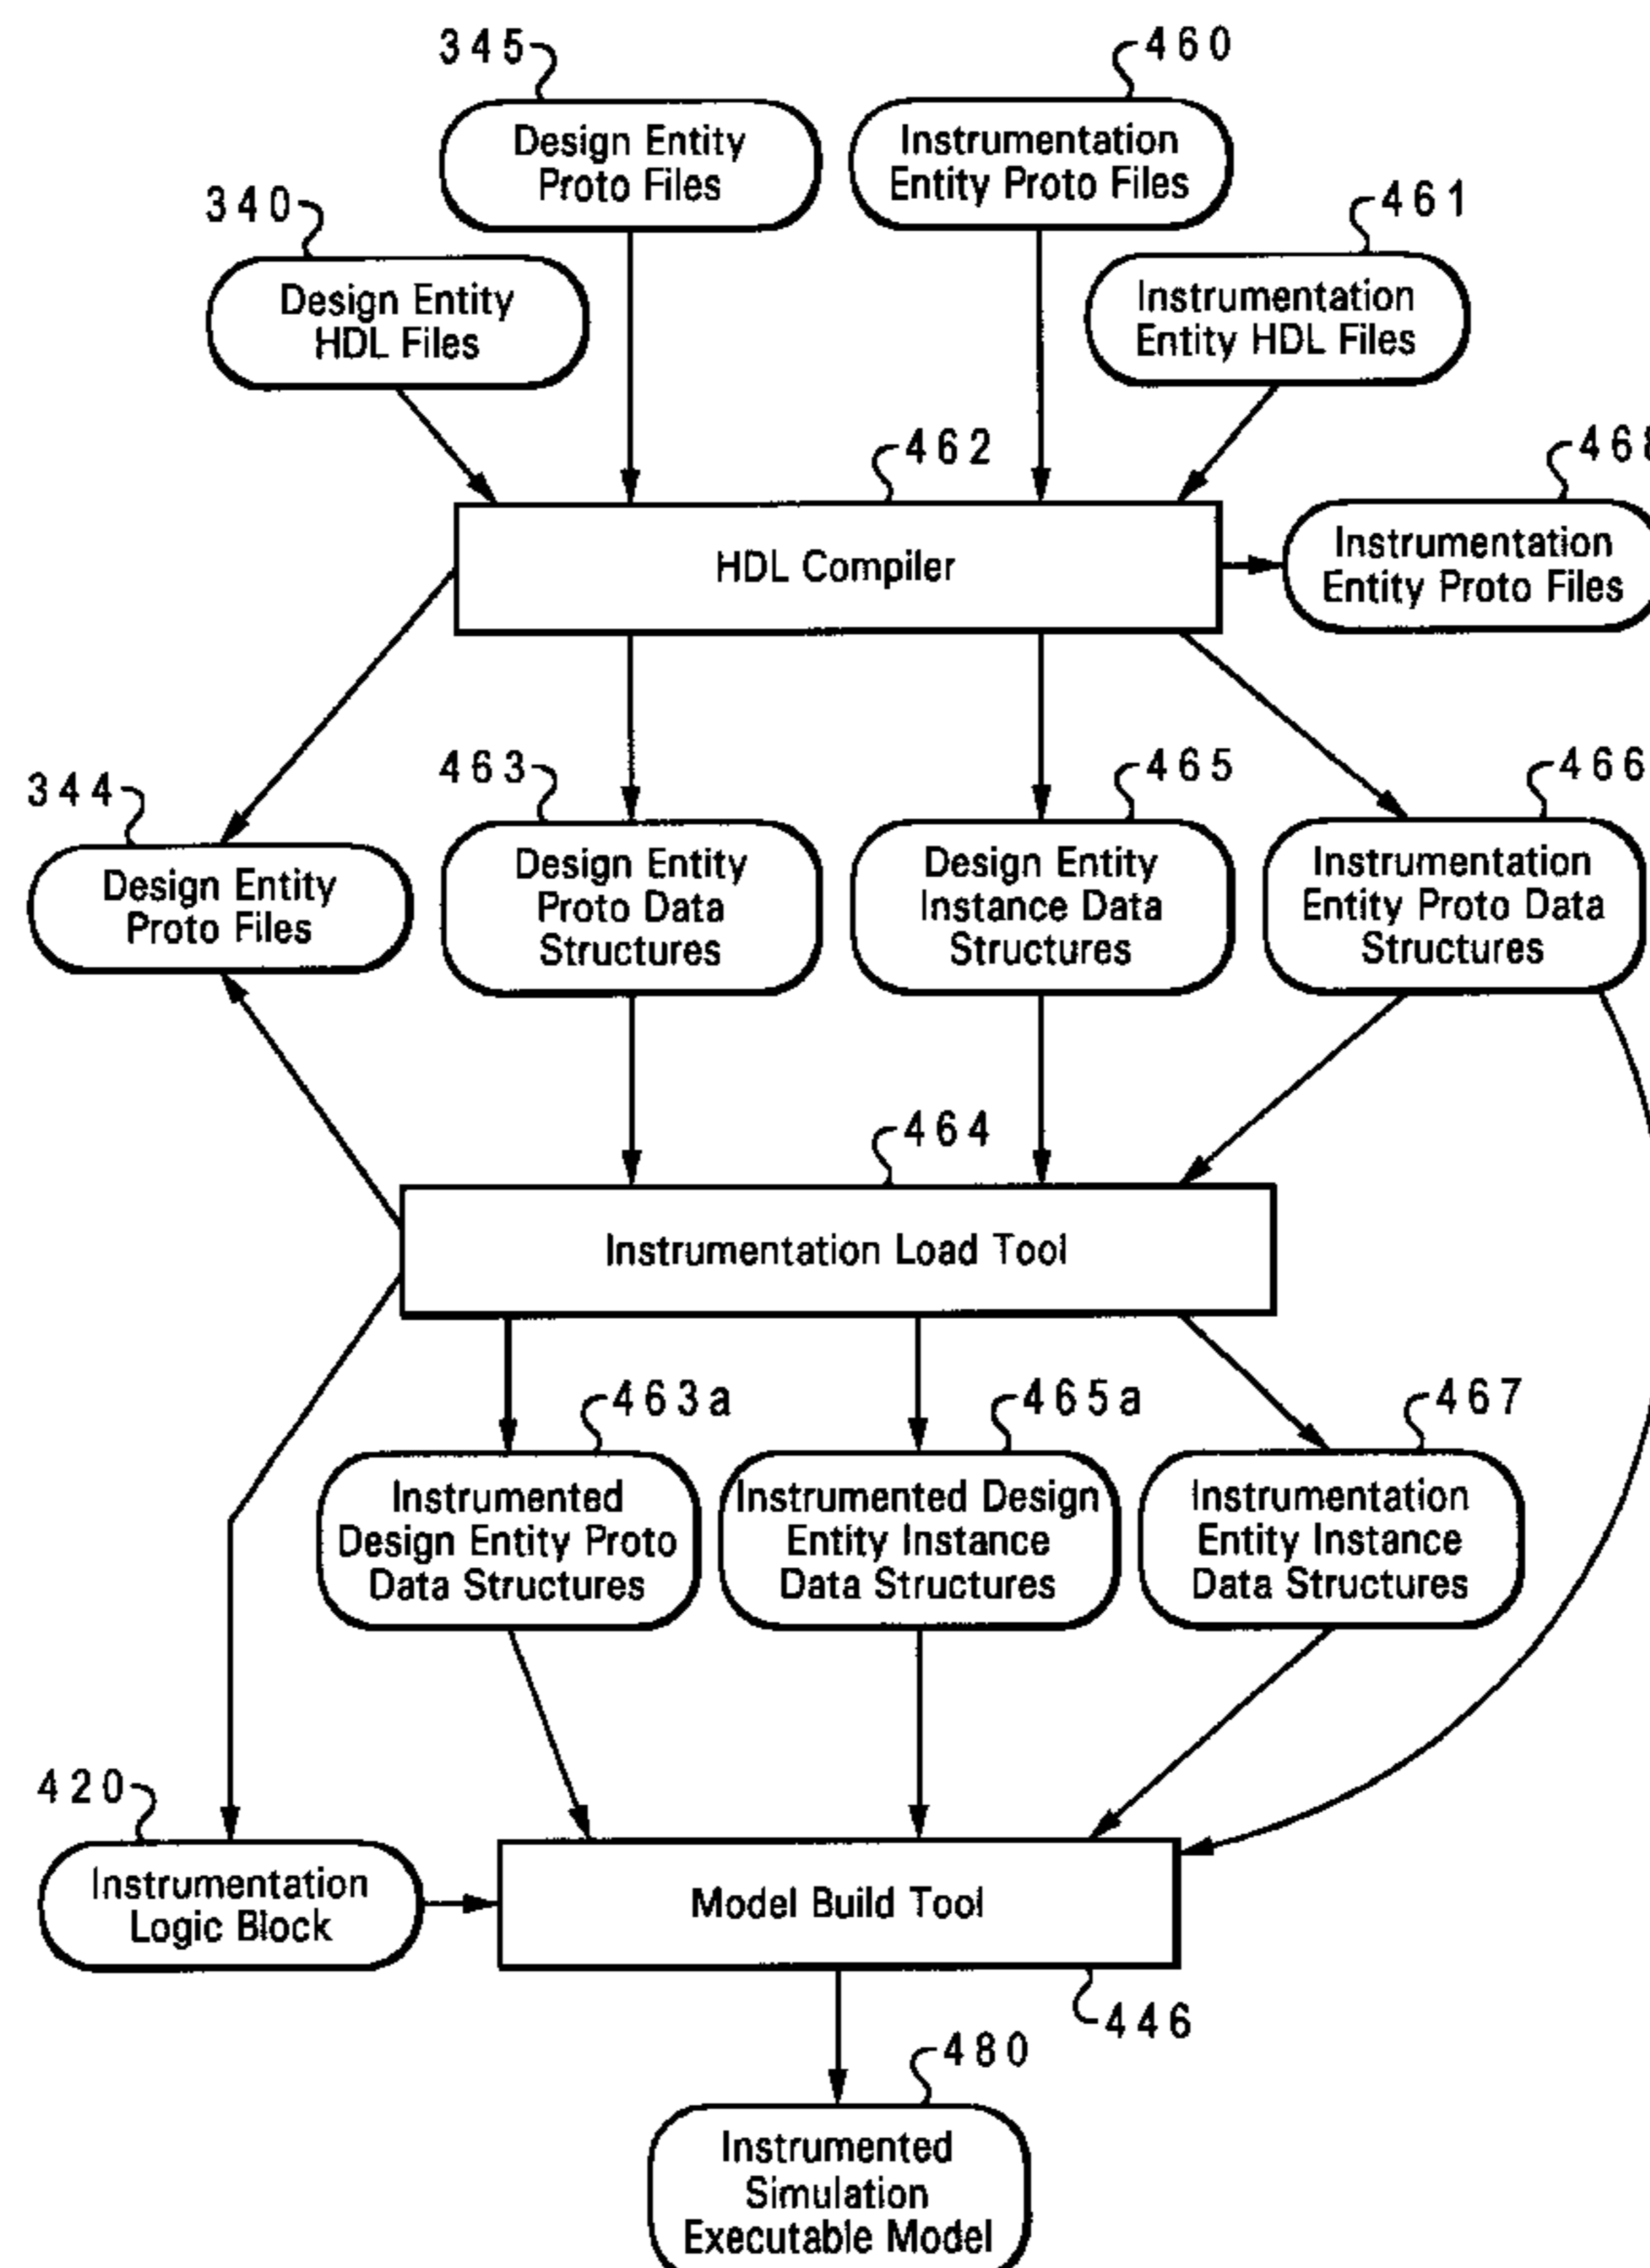 345
460
Design Entity
Proto Files
Instrumentation
Entity Proto Files
340
461
Design Entity
HDL Files
Instrumentation
Entity HDL Files
462
468
HDL Compiler
Instrumentation
Entity Proto Files
344
463
465
466
Design Entity
Proto Files
Design Entity
Proto Data
Structures
Design Entity
Instance Data
Structures
Instrumentation
Entity Proto Data
Structures
464
Instrumentation Load Tool
463a
465a
467
Instrumented
Design Entity Proto
Data Structures
Instrumented Design
Entity Instance
Data Structures
Instrumentation
Entity Instance
Data Structures
420
Instrumentation
Logic Block
Model Build Tool
446
480
Instrumented
Simulation
Executable Model